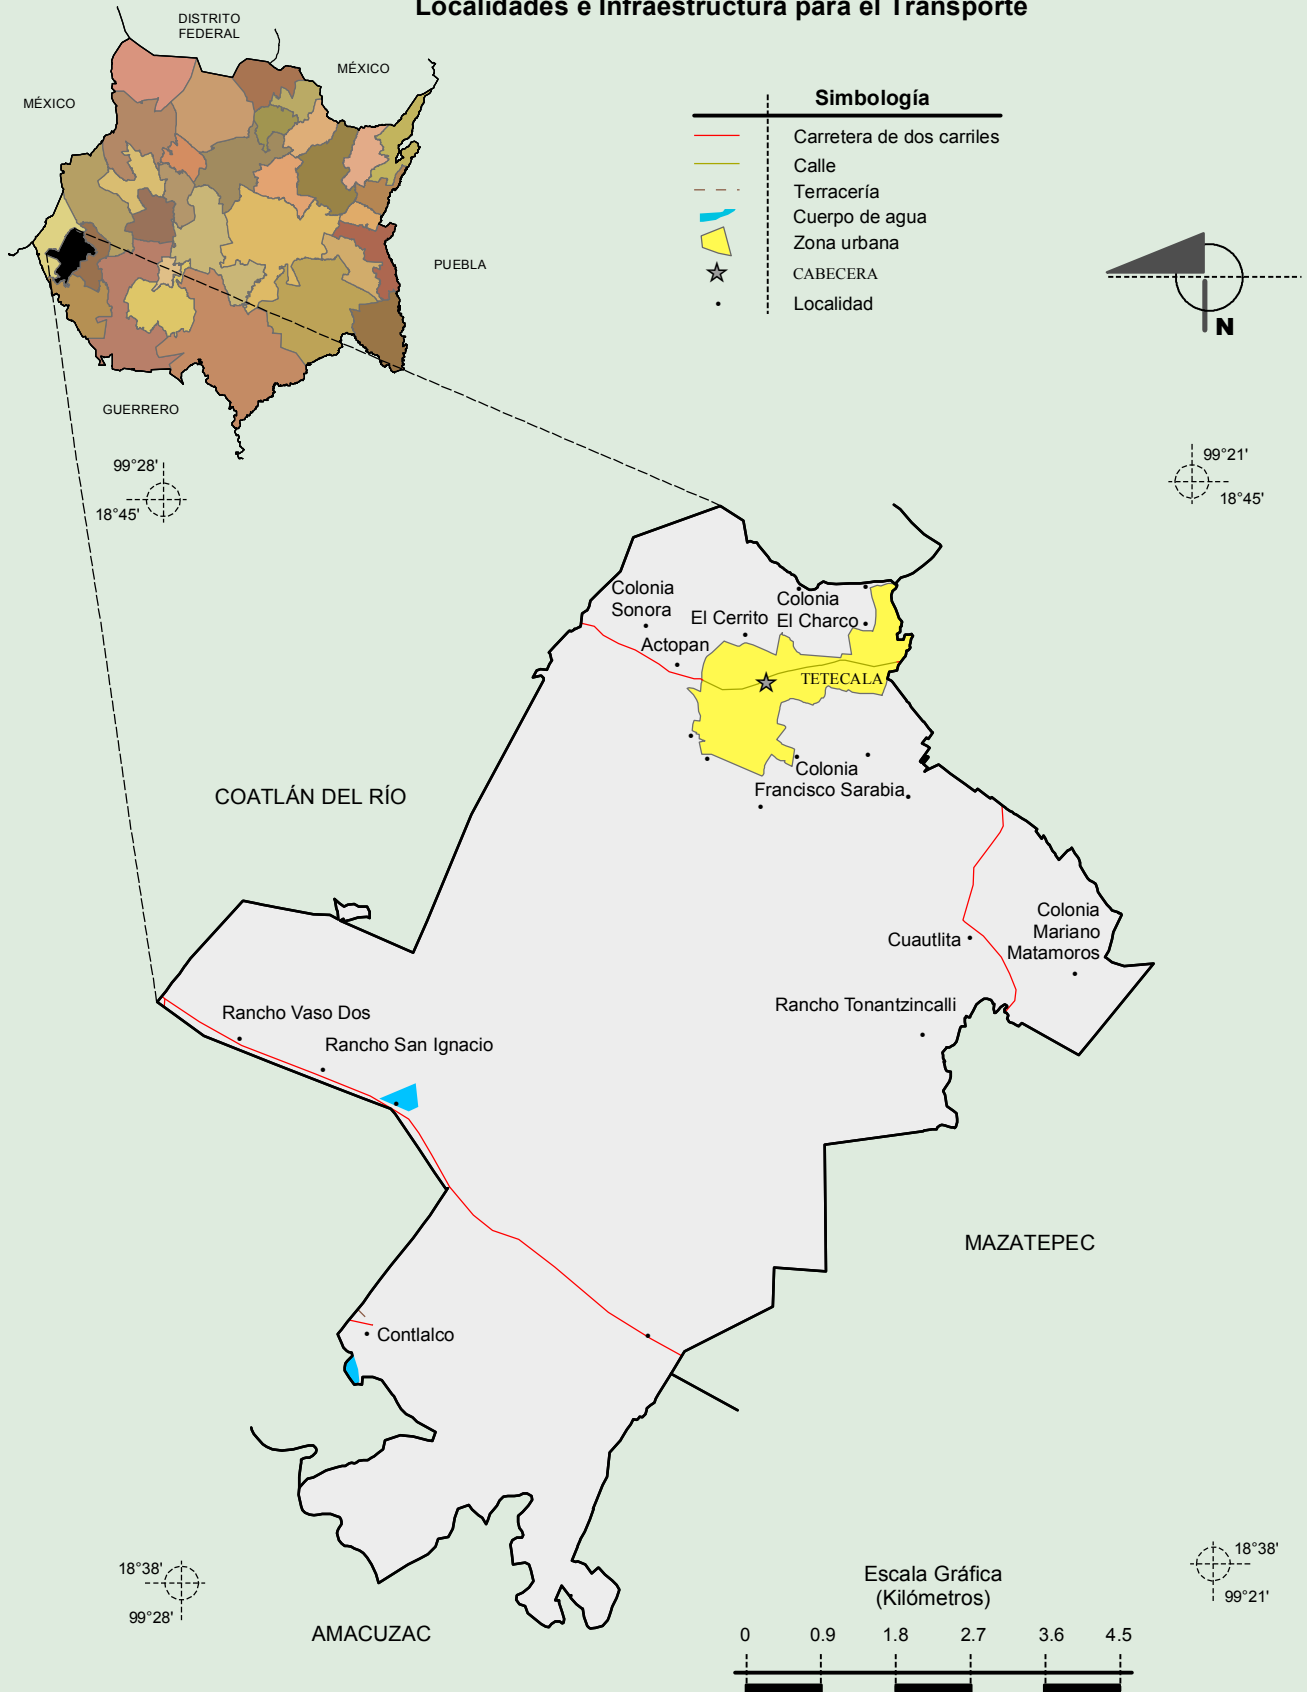 Localidades e Infraestructura para el Transporte
DISTRITO
FEDERAL
MÉXICO
MÉXICO
PUEBLA
GUERRERO
Simbología
Carretera de dos carriles
Calle
Terracería
Cuerpo de agua
Zona urbana
CABECERA
Localidad
N
99°28'
18°45'
99°21'
18°45'
Colonia
Sonora
El Cerrito
Colonia
El Charco
Actopan
TETECALA
Colonia
Francisco Sarabia
COATLÁN DEL RÍO
Colonia
Mariano
Matamoros
Cuautlita
Rancho Tonantzincalli
Rancho Vaso Dos
Rancho San Ignacio
MAZATEPEC
Contlalco
18°38'
99°28'
AMACUZAC
18°38'
99°21'
Escala Gráfica
(Kilómetros)
0 0.9 1.8 2.7 3.6 4.5